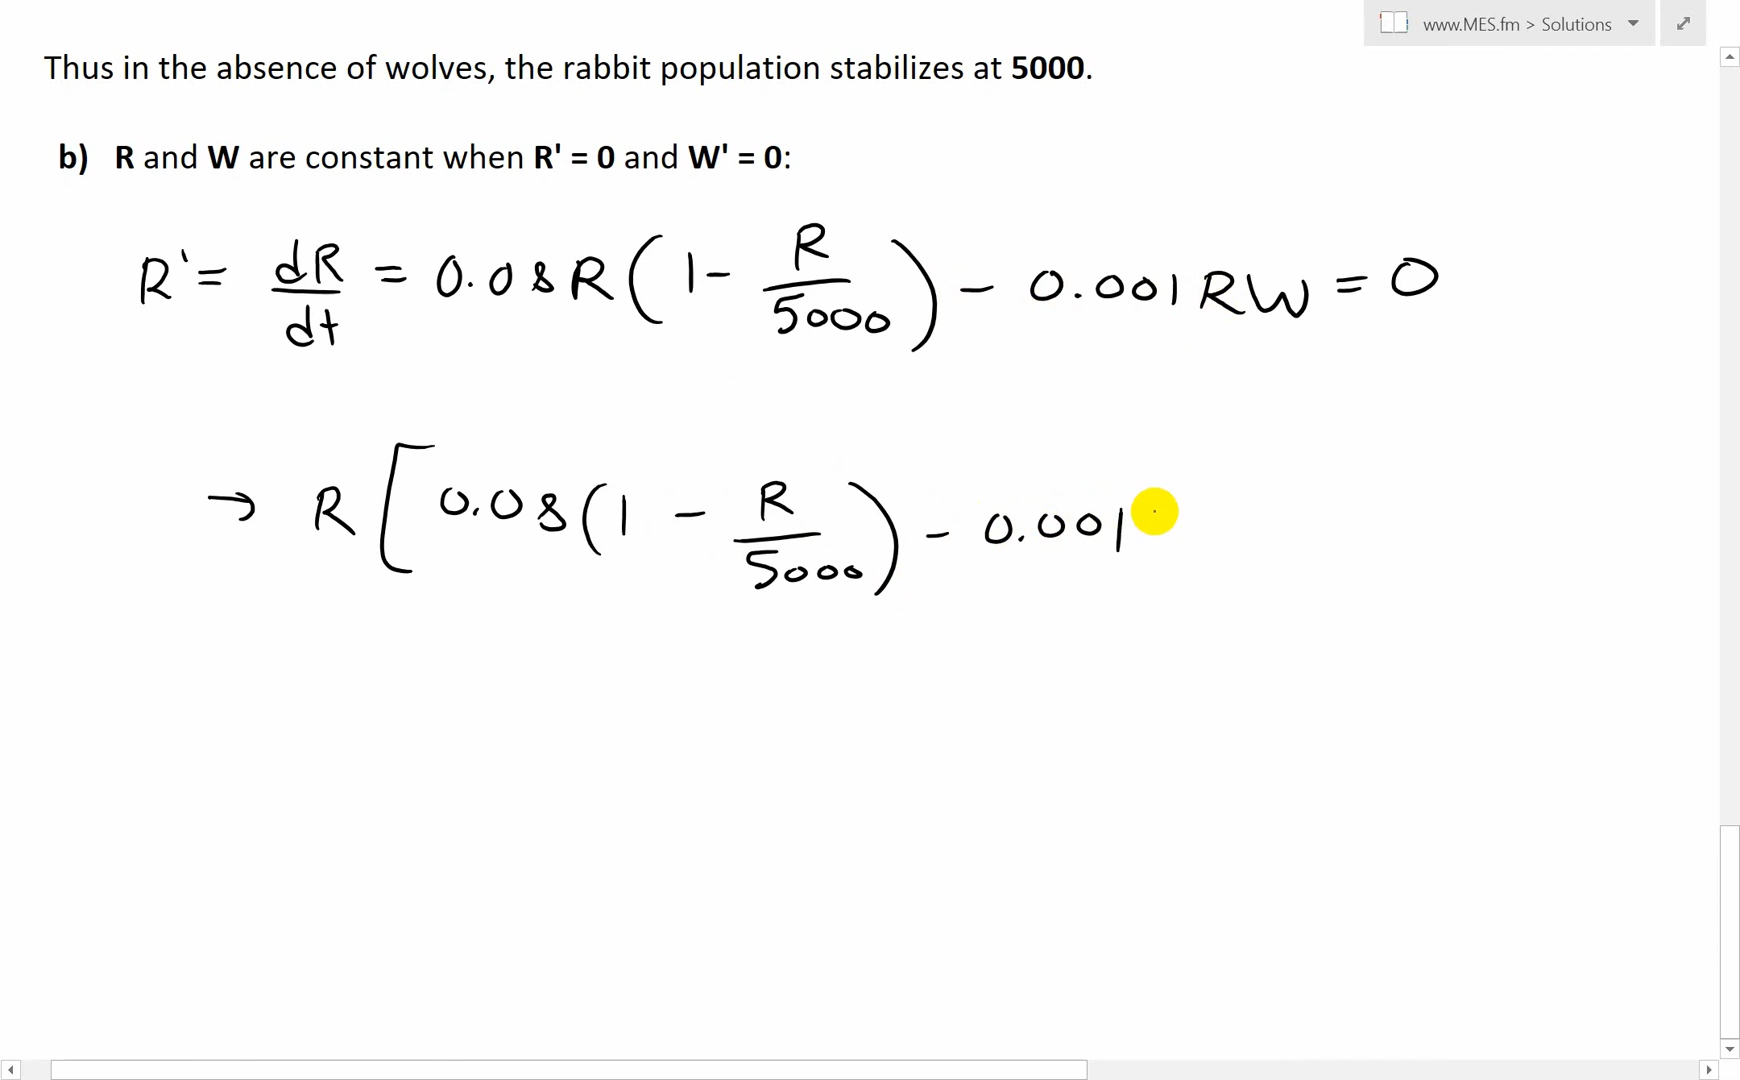 www.MES.fm > Solutions
Thus in the absence of wolves, the rabbit population stabilizes at 5000.
b) R and W are constant when R' = 0 and W' = 0:
R' = dR/dt = 0.08R(1 - R/5000) - 0.001RW = 0
→ R[0.08(1 - R/5000) - 0.001